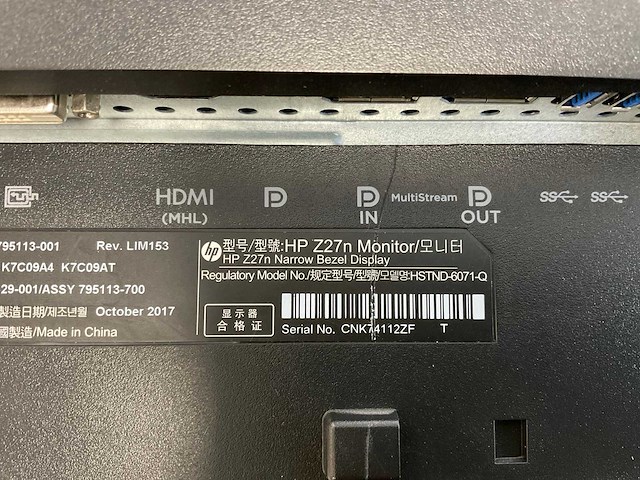 HDMI
(MHL)
IN
MultiStream
OUT
795113-001 Rev. LIM153
K7C09A4 K7C09AT
29-001/ASSY 795113-700
製造日期/제조년월 October 2017
製造/Made in China
hp 型号/型號:HP Z27n Monitor/모니터
HP Z27n Narrow Bezel Display
Regulatory Model No./规定型号/型號/모델명:HSTND-6071-Q
显示器
合格证
Serial No. CNK74112ZF T